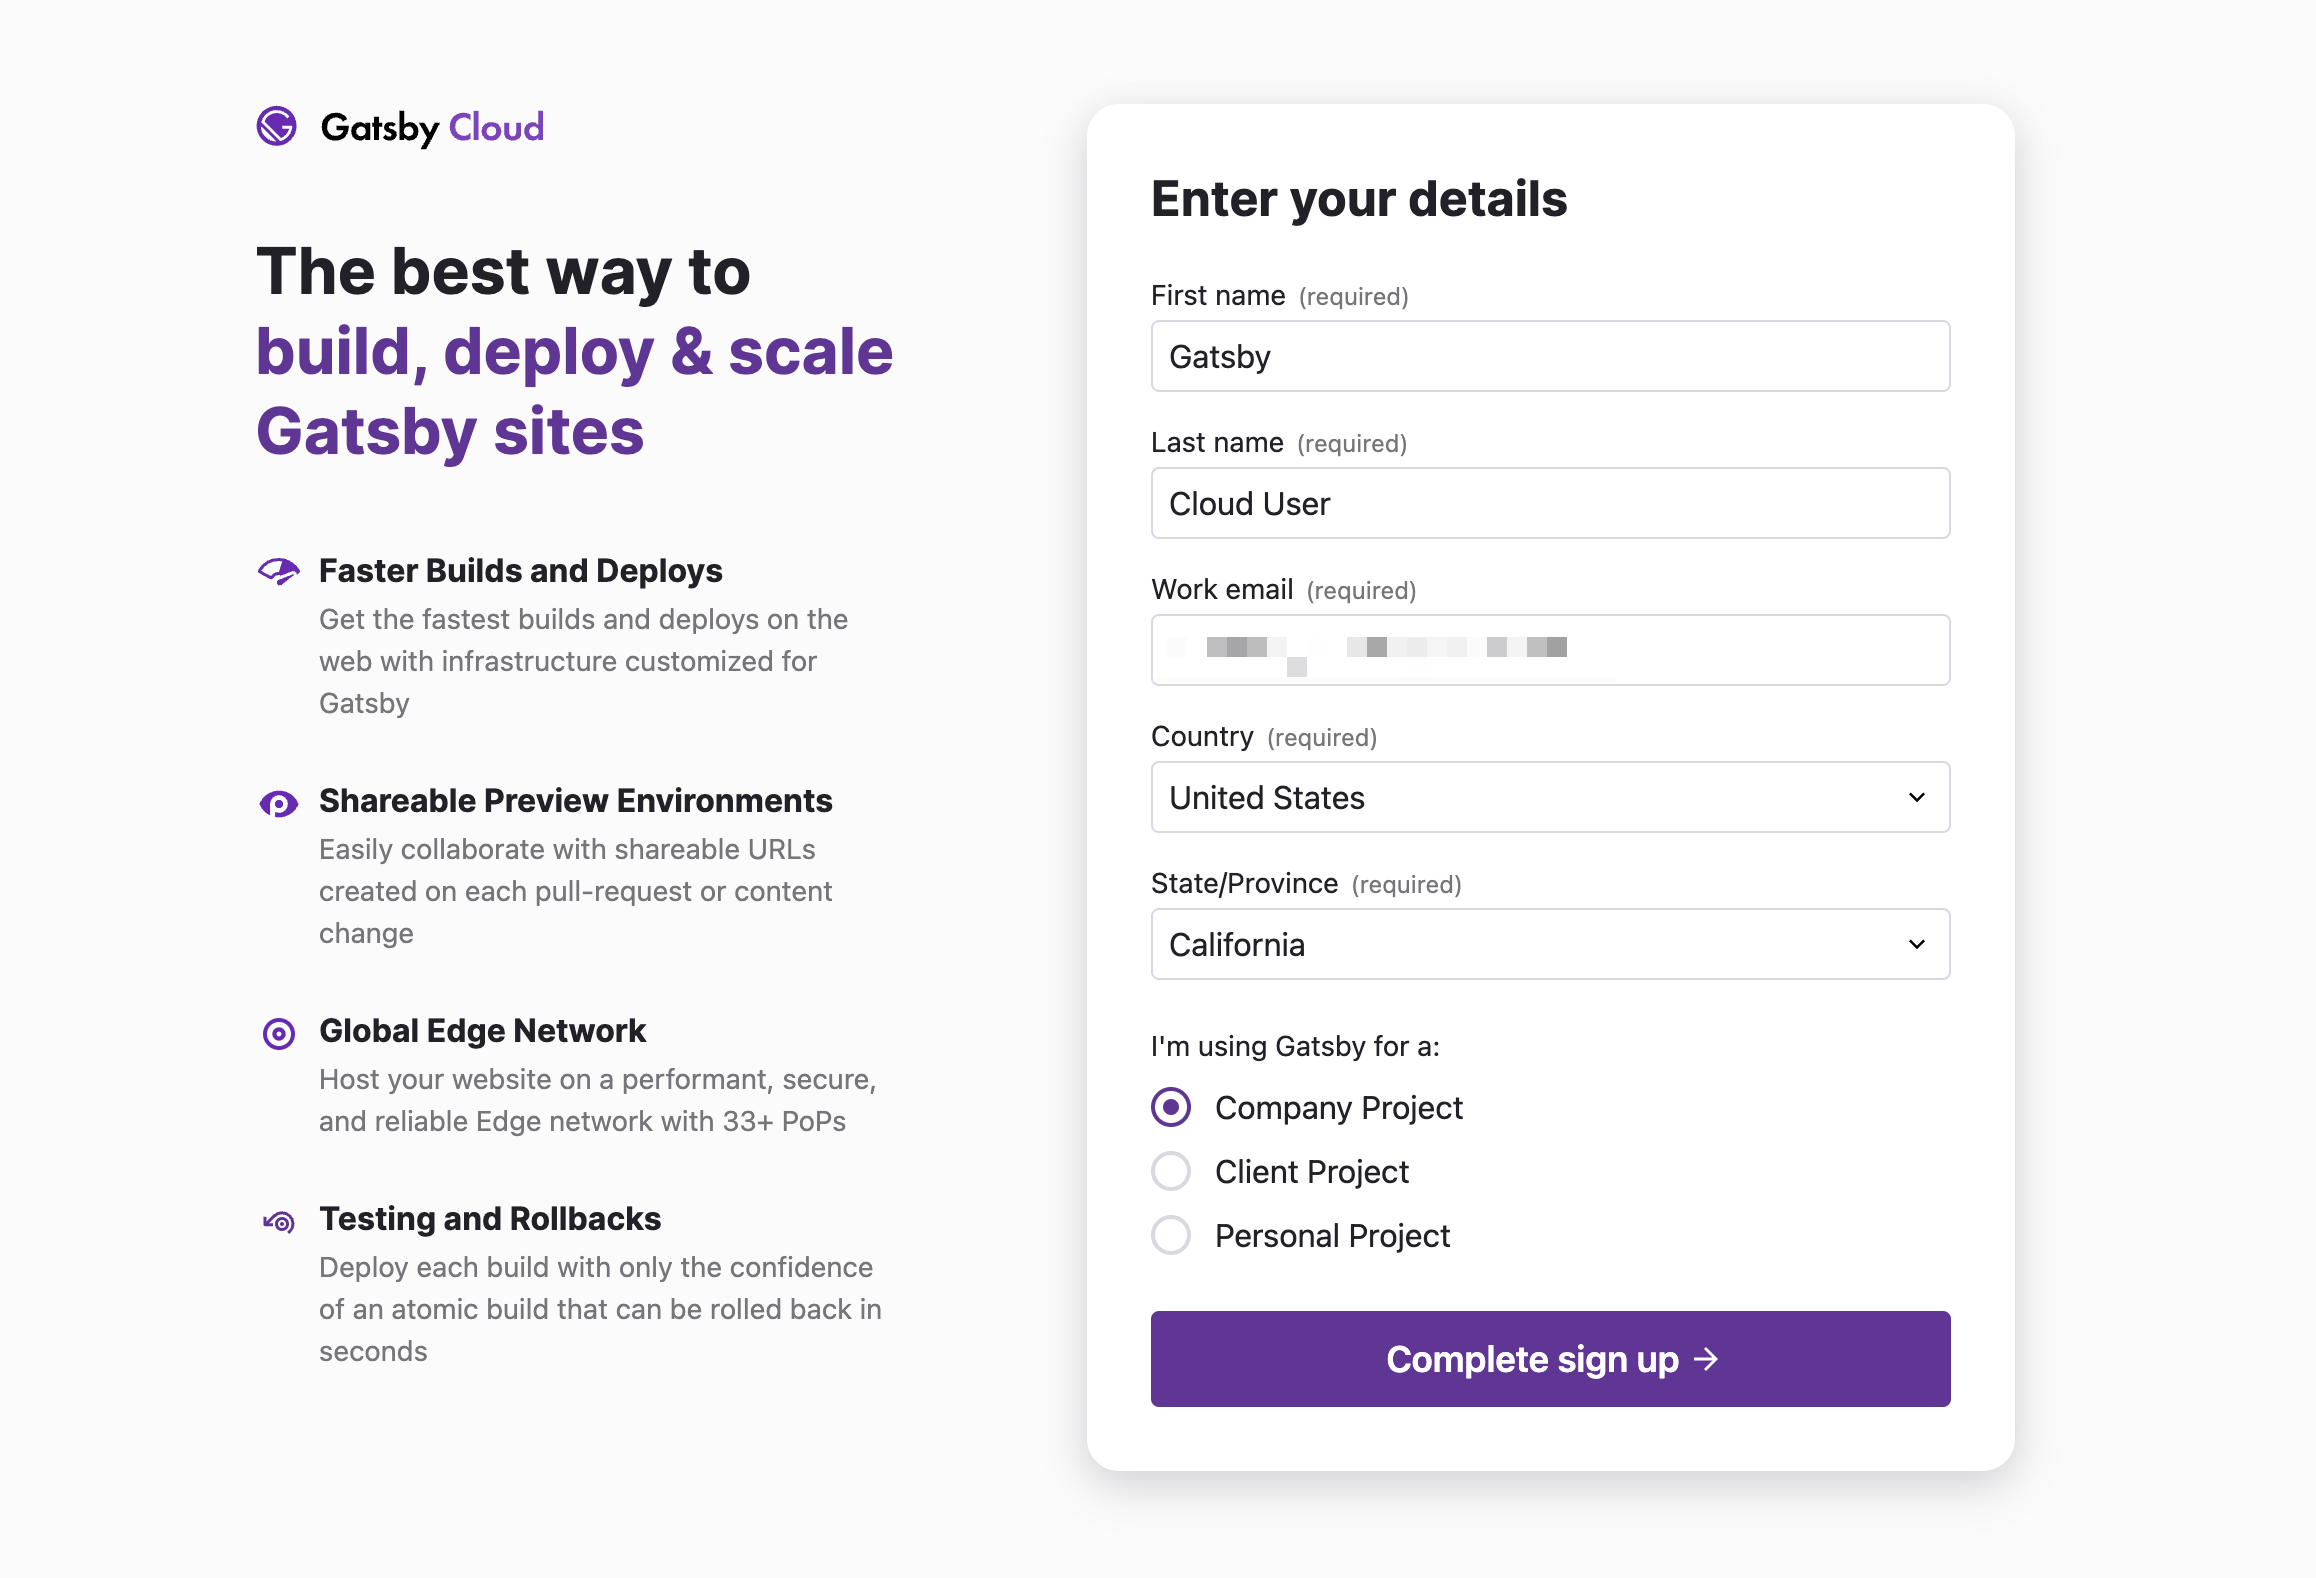 Gatsby Cloud
The best way to
build, deploy & scale
Gatsby sites
Faster Builds and Deploys
Get the fastest builds and deploys on the
web with infrastructure customized for
Gatsby
Shareable Preview Environments
Easily collaborate with shareable URLs
created on each pull-request or content
change
Global Edge Network
Host your website on a performant, secure,
and reliable Edge network with 33+ PoPs
Testing and Rollbacks
Deploy each build with only the confidence
of an atomic build that can be rolled back in
seconds
Enter your details
First name (required)
Gatsby
Last name (required)
Cloud User
Work email (required)
Country (required)
United States
State/Province (required)
California
I'm using Gatsby for a:
Company Project
Client Project
Personal Project
Complete sign up →